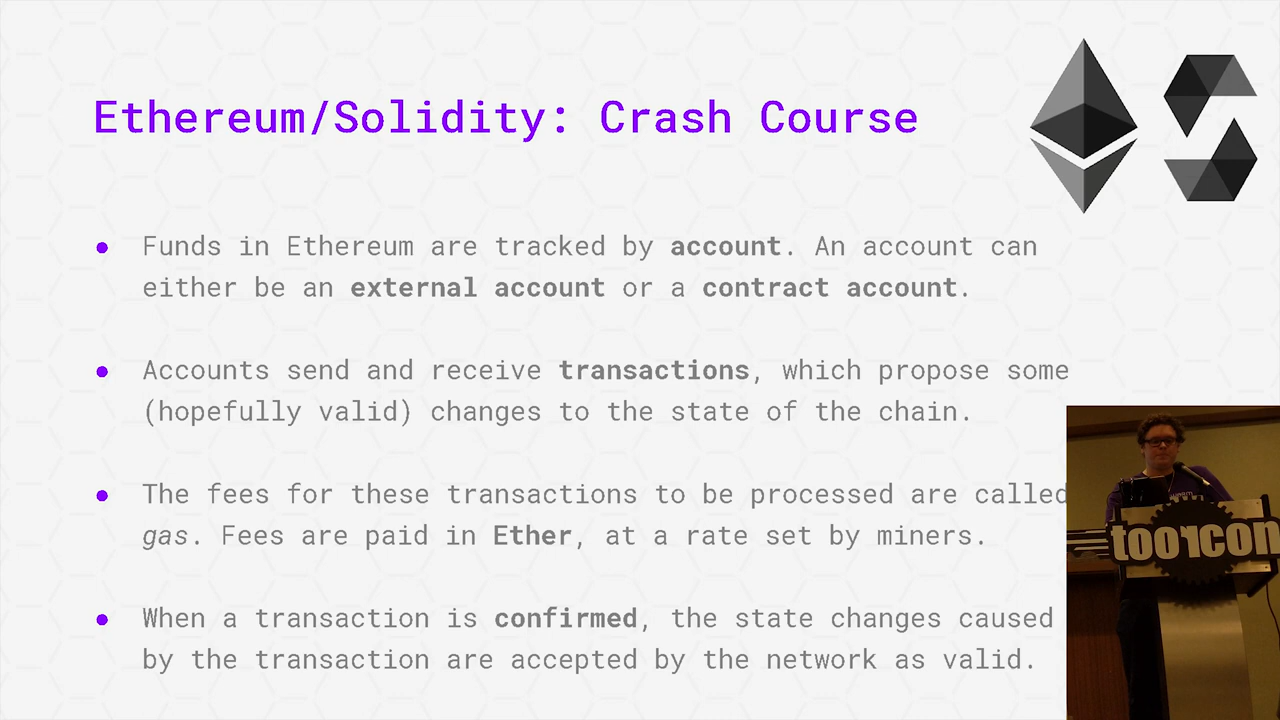 Ethereum/Solidity: Crash Course
● Funds in Ethereum are tracked by account. An account can
either be an external account or a contract account.
● Accounts send and receive transactions, which propose some
(hopefully valid) changes to the state of the chain.
● The fees for these transactions to be processed are called
gas. Fees are paid in Ether, at a rate set by miners.
● When a transaction is confirmed, the state changes caused
by the transaction are accepted by the network as valid.
toorcon